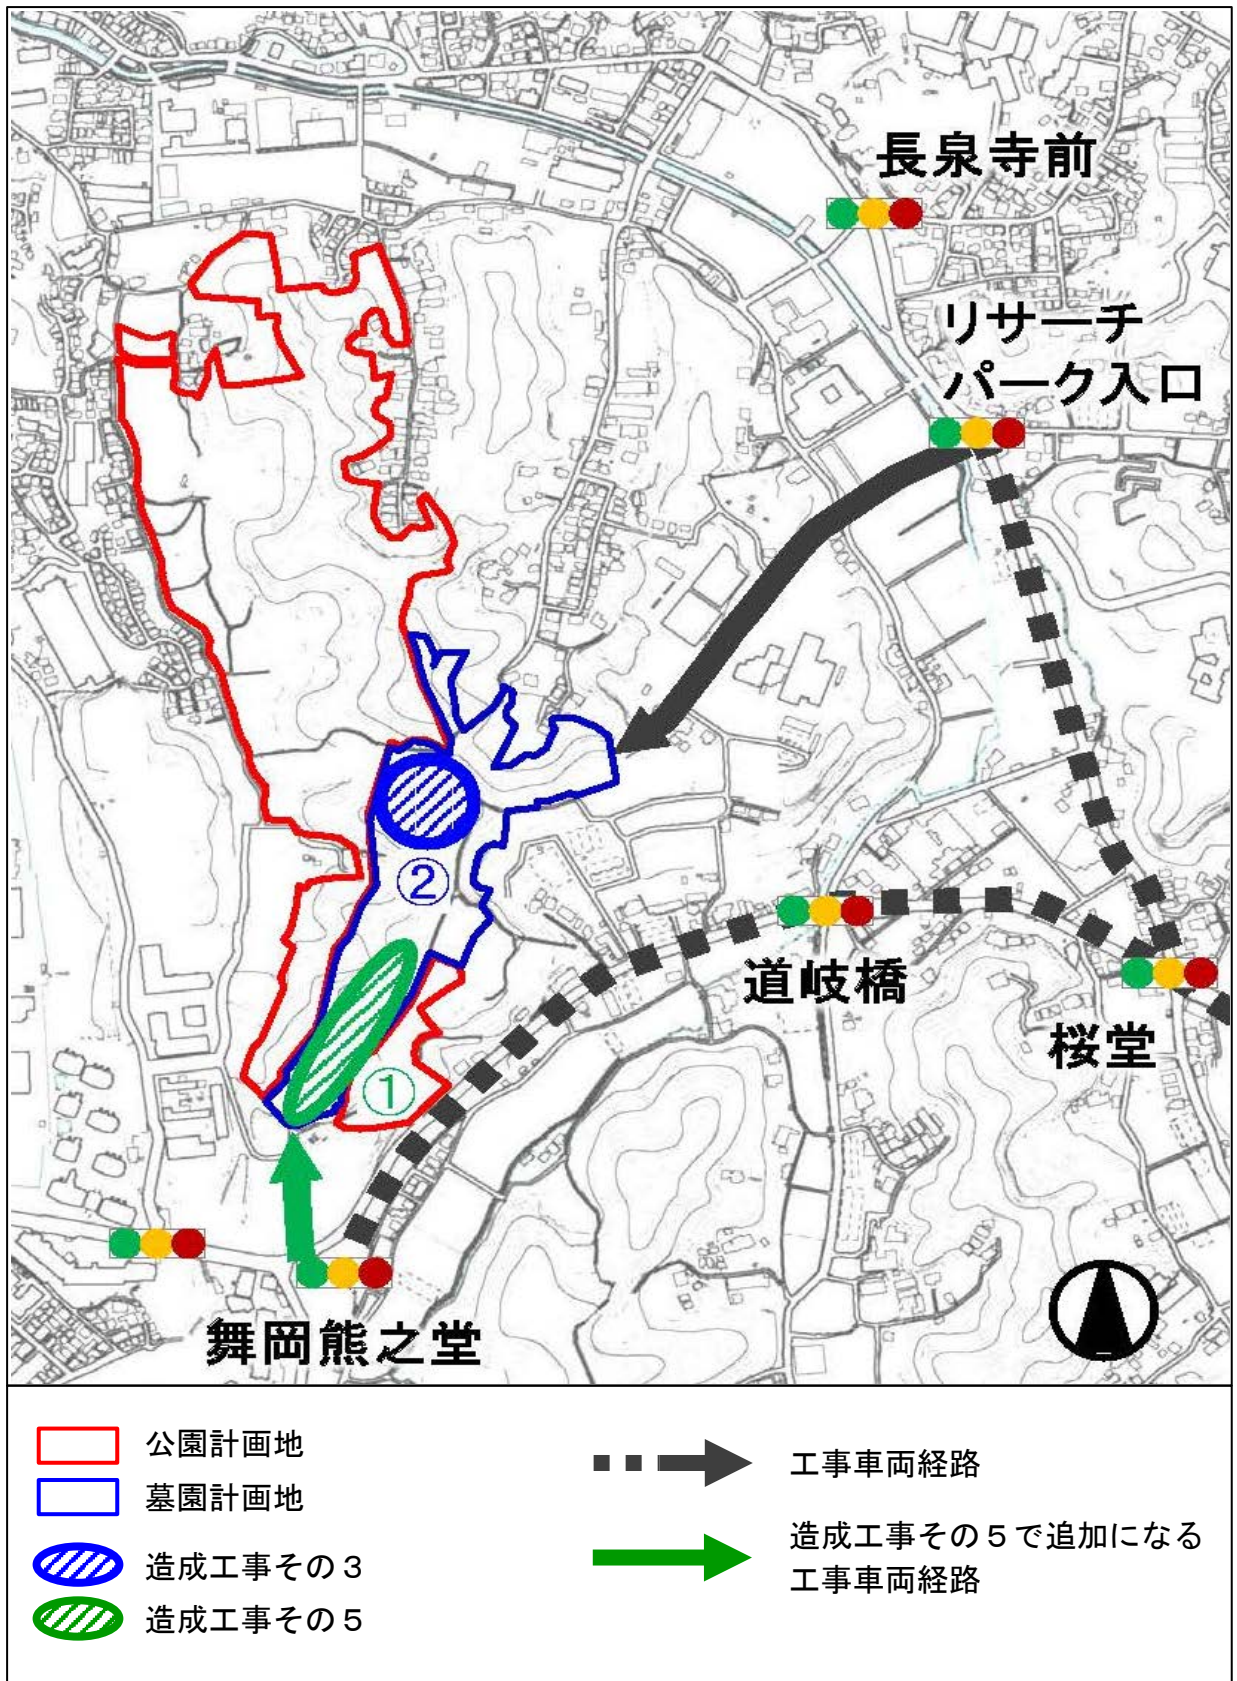 長泉寺前
リサーチ
パーク入口
②
道岐橋
桜堂
①
舞岡熊之堂
公園計画地
墓園計画地
造成工事その３
造成工事その５
工事車両経路
造成工事その５で追加になる
工事車両経路